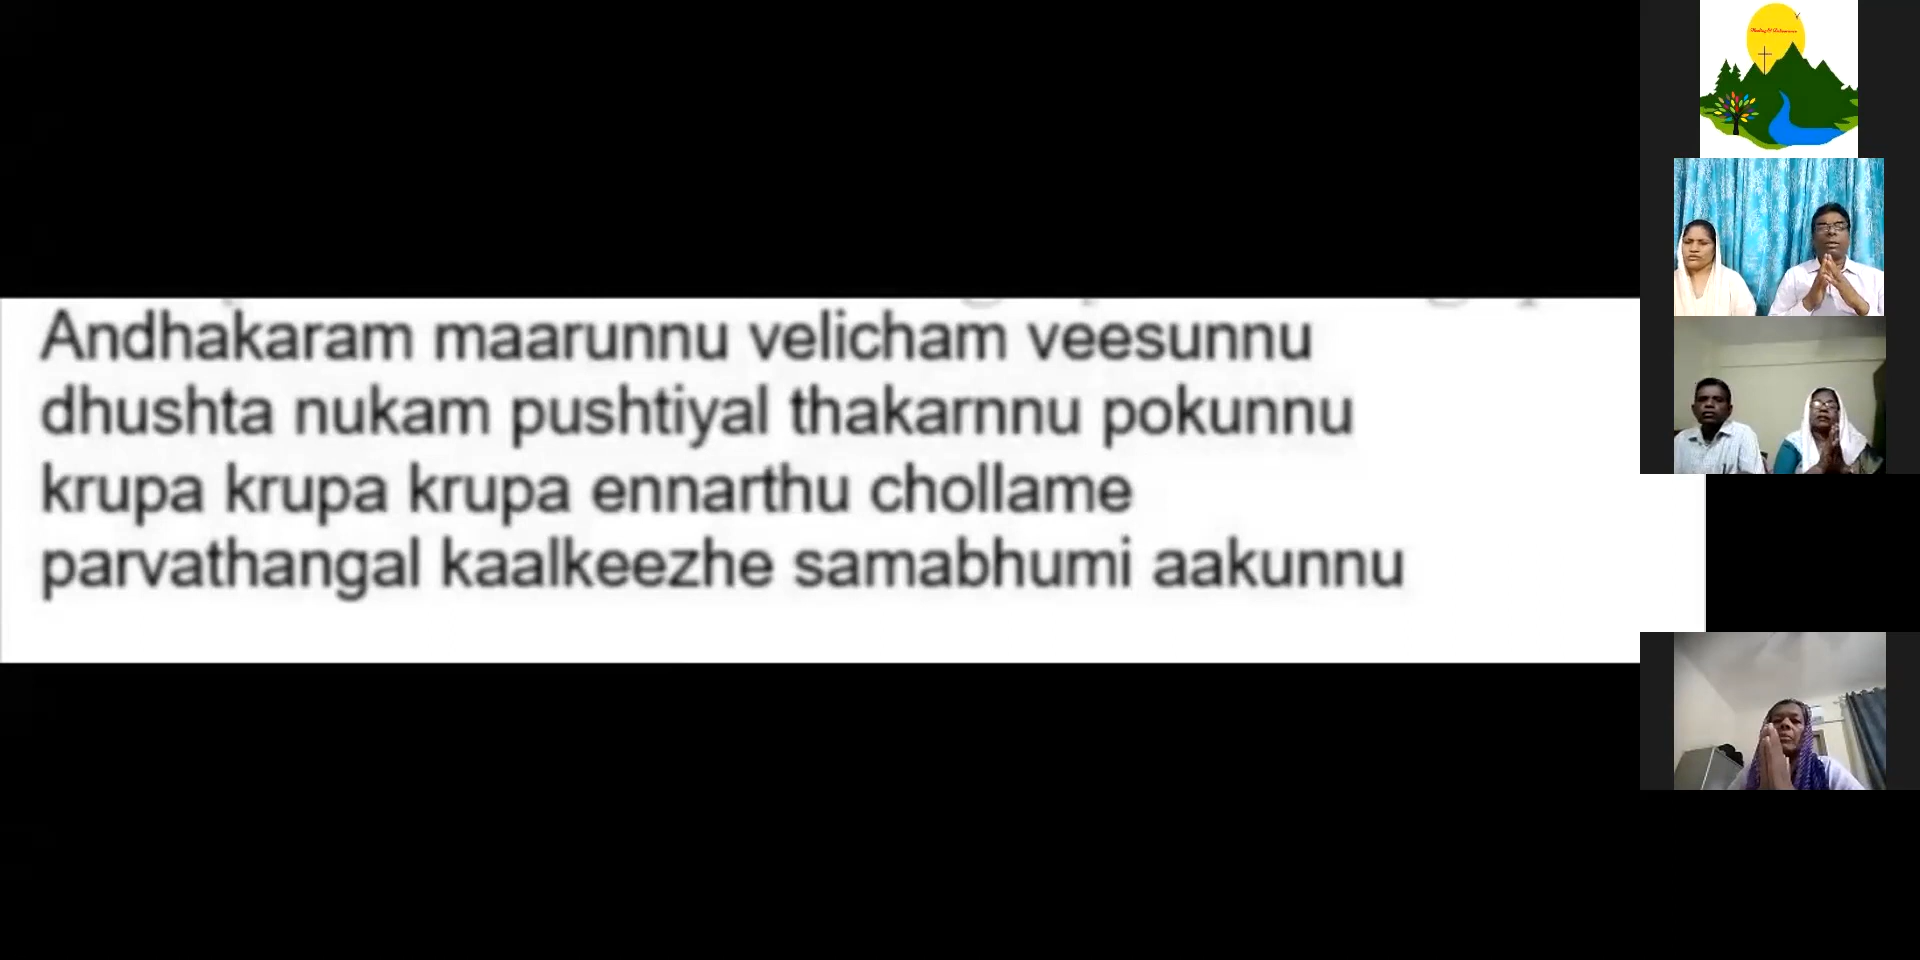 Andhakaram maarunnu velicham veesunnu
dhushta nukam pushtiyal thakarnnu pokunnu
krupa krupa krupa ennarthu chollame
parvathangal kaalkeezhe samabhumi aakunnu